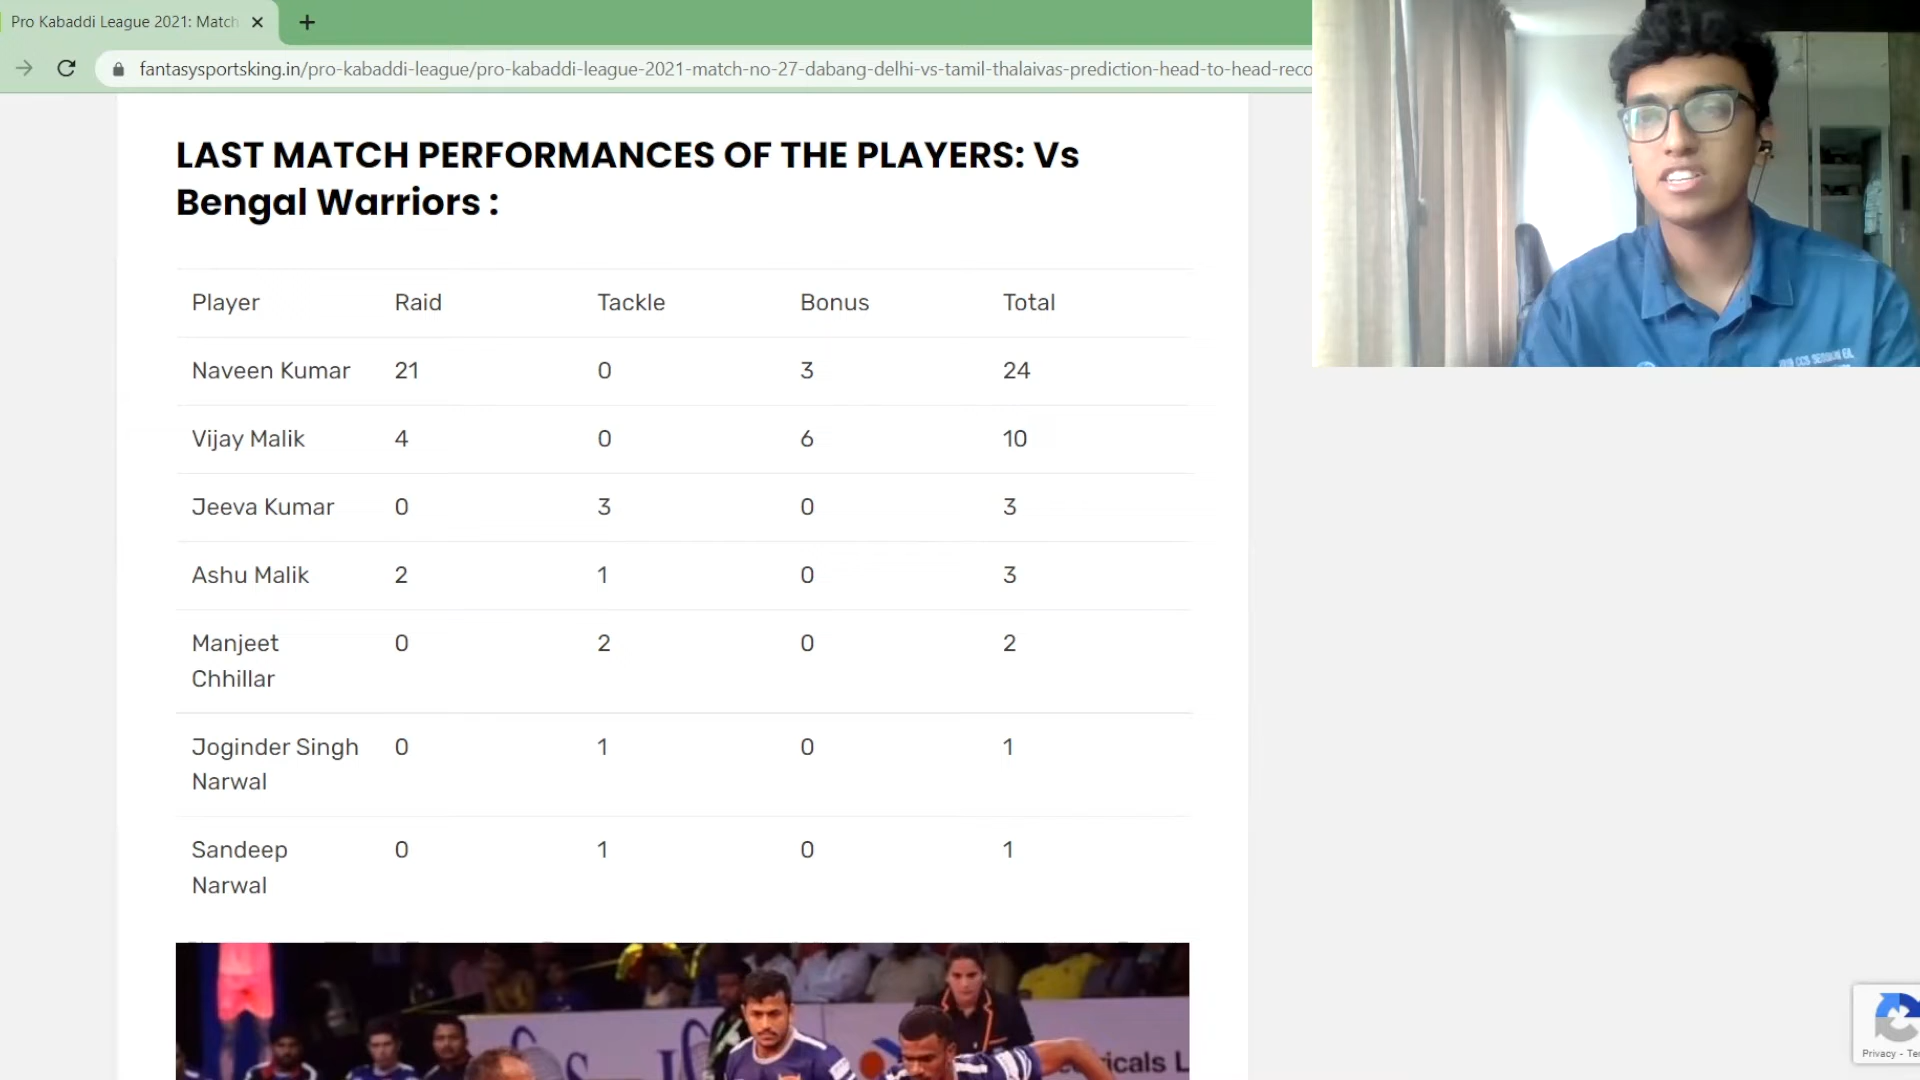 Pro Kabaddi League 2021: Match
fantasysportsking.in/pro-kabaddi-league/pro-kabaddi-league-2021-match-no-27-dabang-delhi-vs-tamil-thalaivas-prediction-head-to-head-reco
LAST MATCH PERFORMANCES OF THE PLAYERS: Vs
Bengal Warriors :
Player Raid Tackle Bonus Total
Naveen Kumar 21 0 3 24
Vijay Malik 4 0 6 10
Jeeva Kumar 0 3 0 3
Ashu Malik 2 1 0 3
Manjeet Chhillar 0 2 0 2
Joginder Singh Narwal 0 1 0 1
Sandeep Narwal 0 1 0 1
Privacy - Te